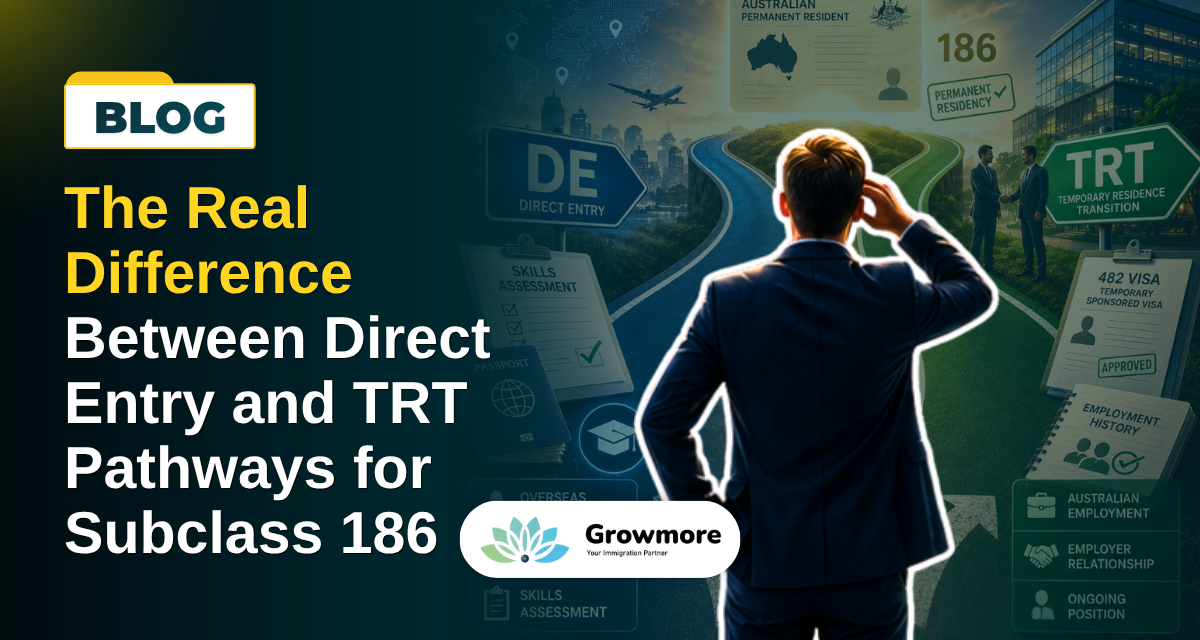 BLOG
The Real
Difference
Between Direct
Entry and TRT
Pathways for
Subclass 186
Growmore
Your Immigration Partner
AUSTRALIAN
PERMANENT RESIDENT
186
PERMANENT
RESIDENCY
DE
DIRECT ENTRY
TRT
TEMPORARY RESIDENCE
TRANSITION
SKILLS
ASSESSMENT
PASSPORT
482 VISA
TEMPORARY
SPONSORED VISA
APPROVED
EMPLOYMENT
HISTORY
OVERSEAS
SKILLS
ASSESSMENT
AUSTRALIAN
EMPLOYMENT
EMPLOYER
RELATIONSHIP
ONGOING
POSITION